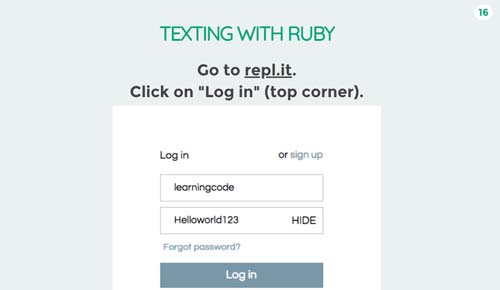 16
TEXTING WITH RUBY
Go to repl.it.
Click on "Log in" (top corner).
Log in or sign up
learningcode
Helloworld123 HIDE
Forgot password?
Log in